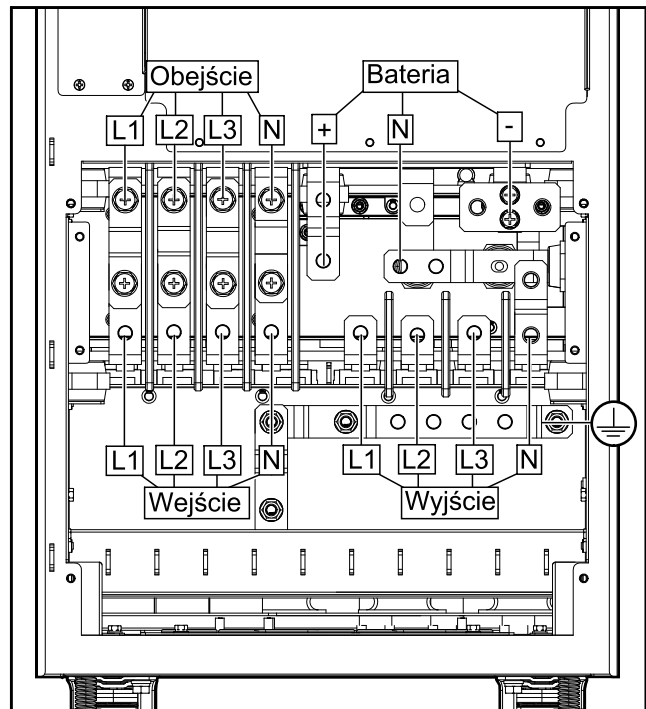 Obejście Bateria
L1 L2 L3 N + N -
L1 L2 L3 N L1 L2 L3 N
Wejście Wyjście